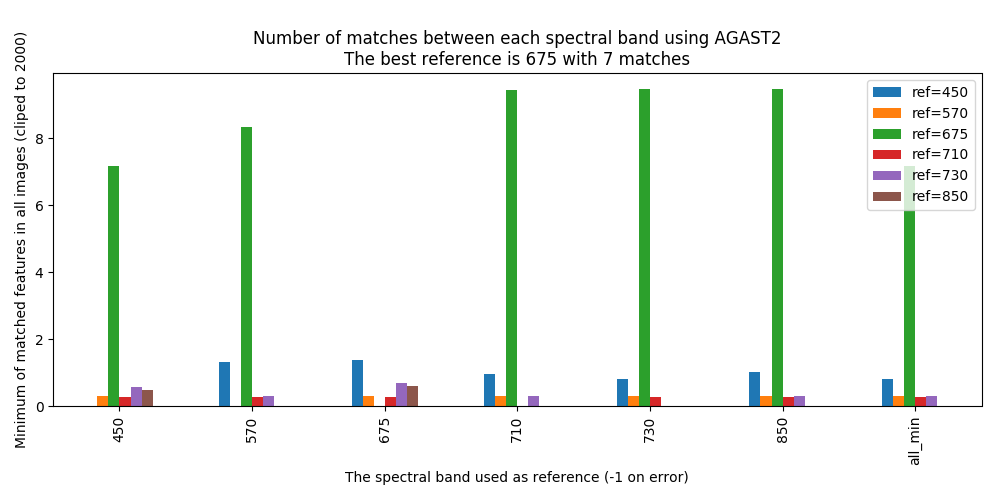 Number of matches between each spectral band using AGAST2
The best reference is 675 with 7 matches
Minimum of matched features in all images (cliped to 2000)
8
6
4
2
0
ref=450
ref=570
ref=675
ref=710
ref=730
ref=850
450
570
675
710
730
850
all_min
The spectral band used as reference (-1 on error)